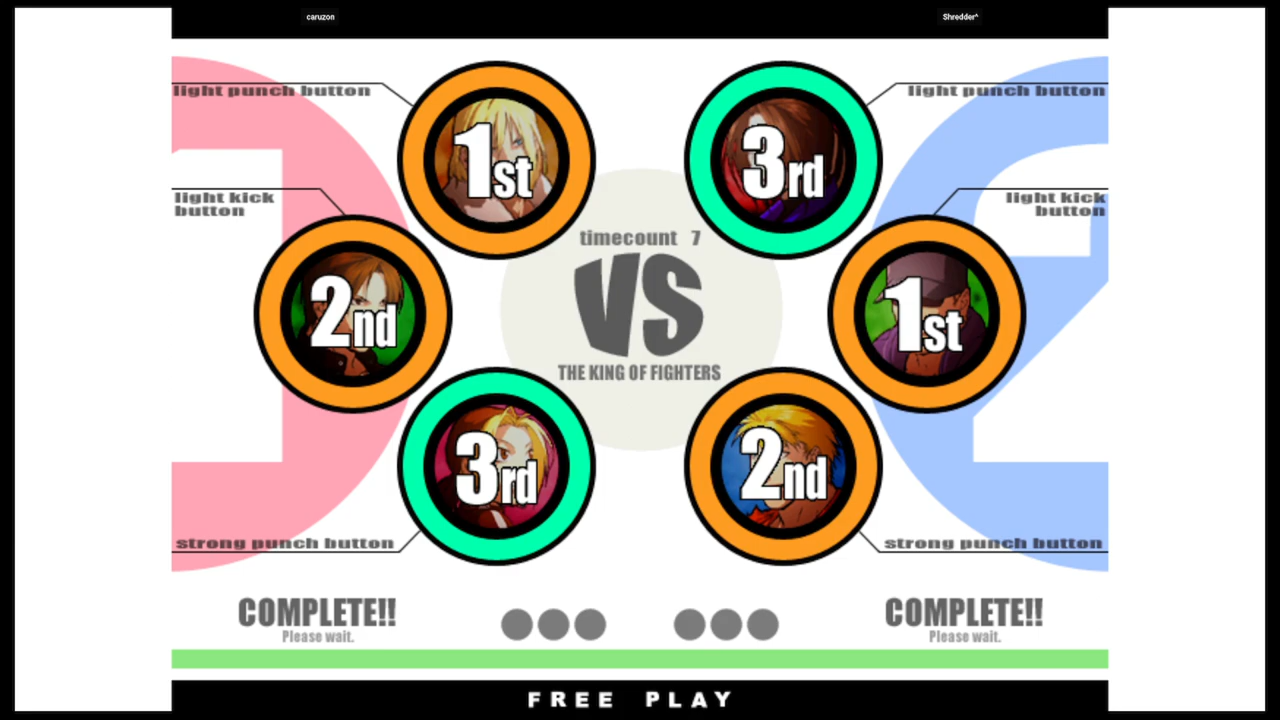 caruzon
Shredder^
light punch button
light punch button
1st
3rd
light kick
button
light kick
button
timecount 7
VS
THE KING OF FIGHTERS
2nd
1st
3rd
2nd
strong punch button
strong punch button
COMPLETE!!
Please wait.
COMPLETE!!
Please wait.
FREE PLAY